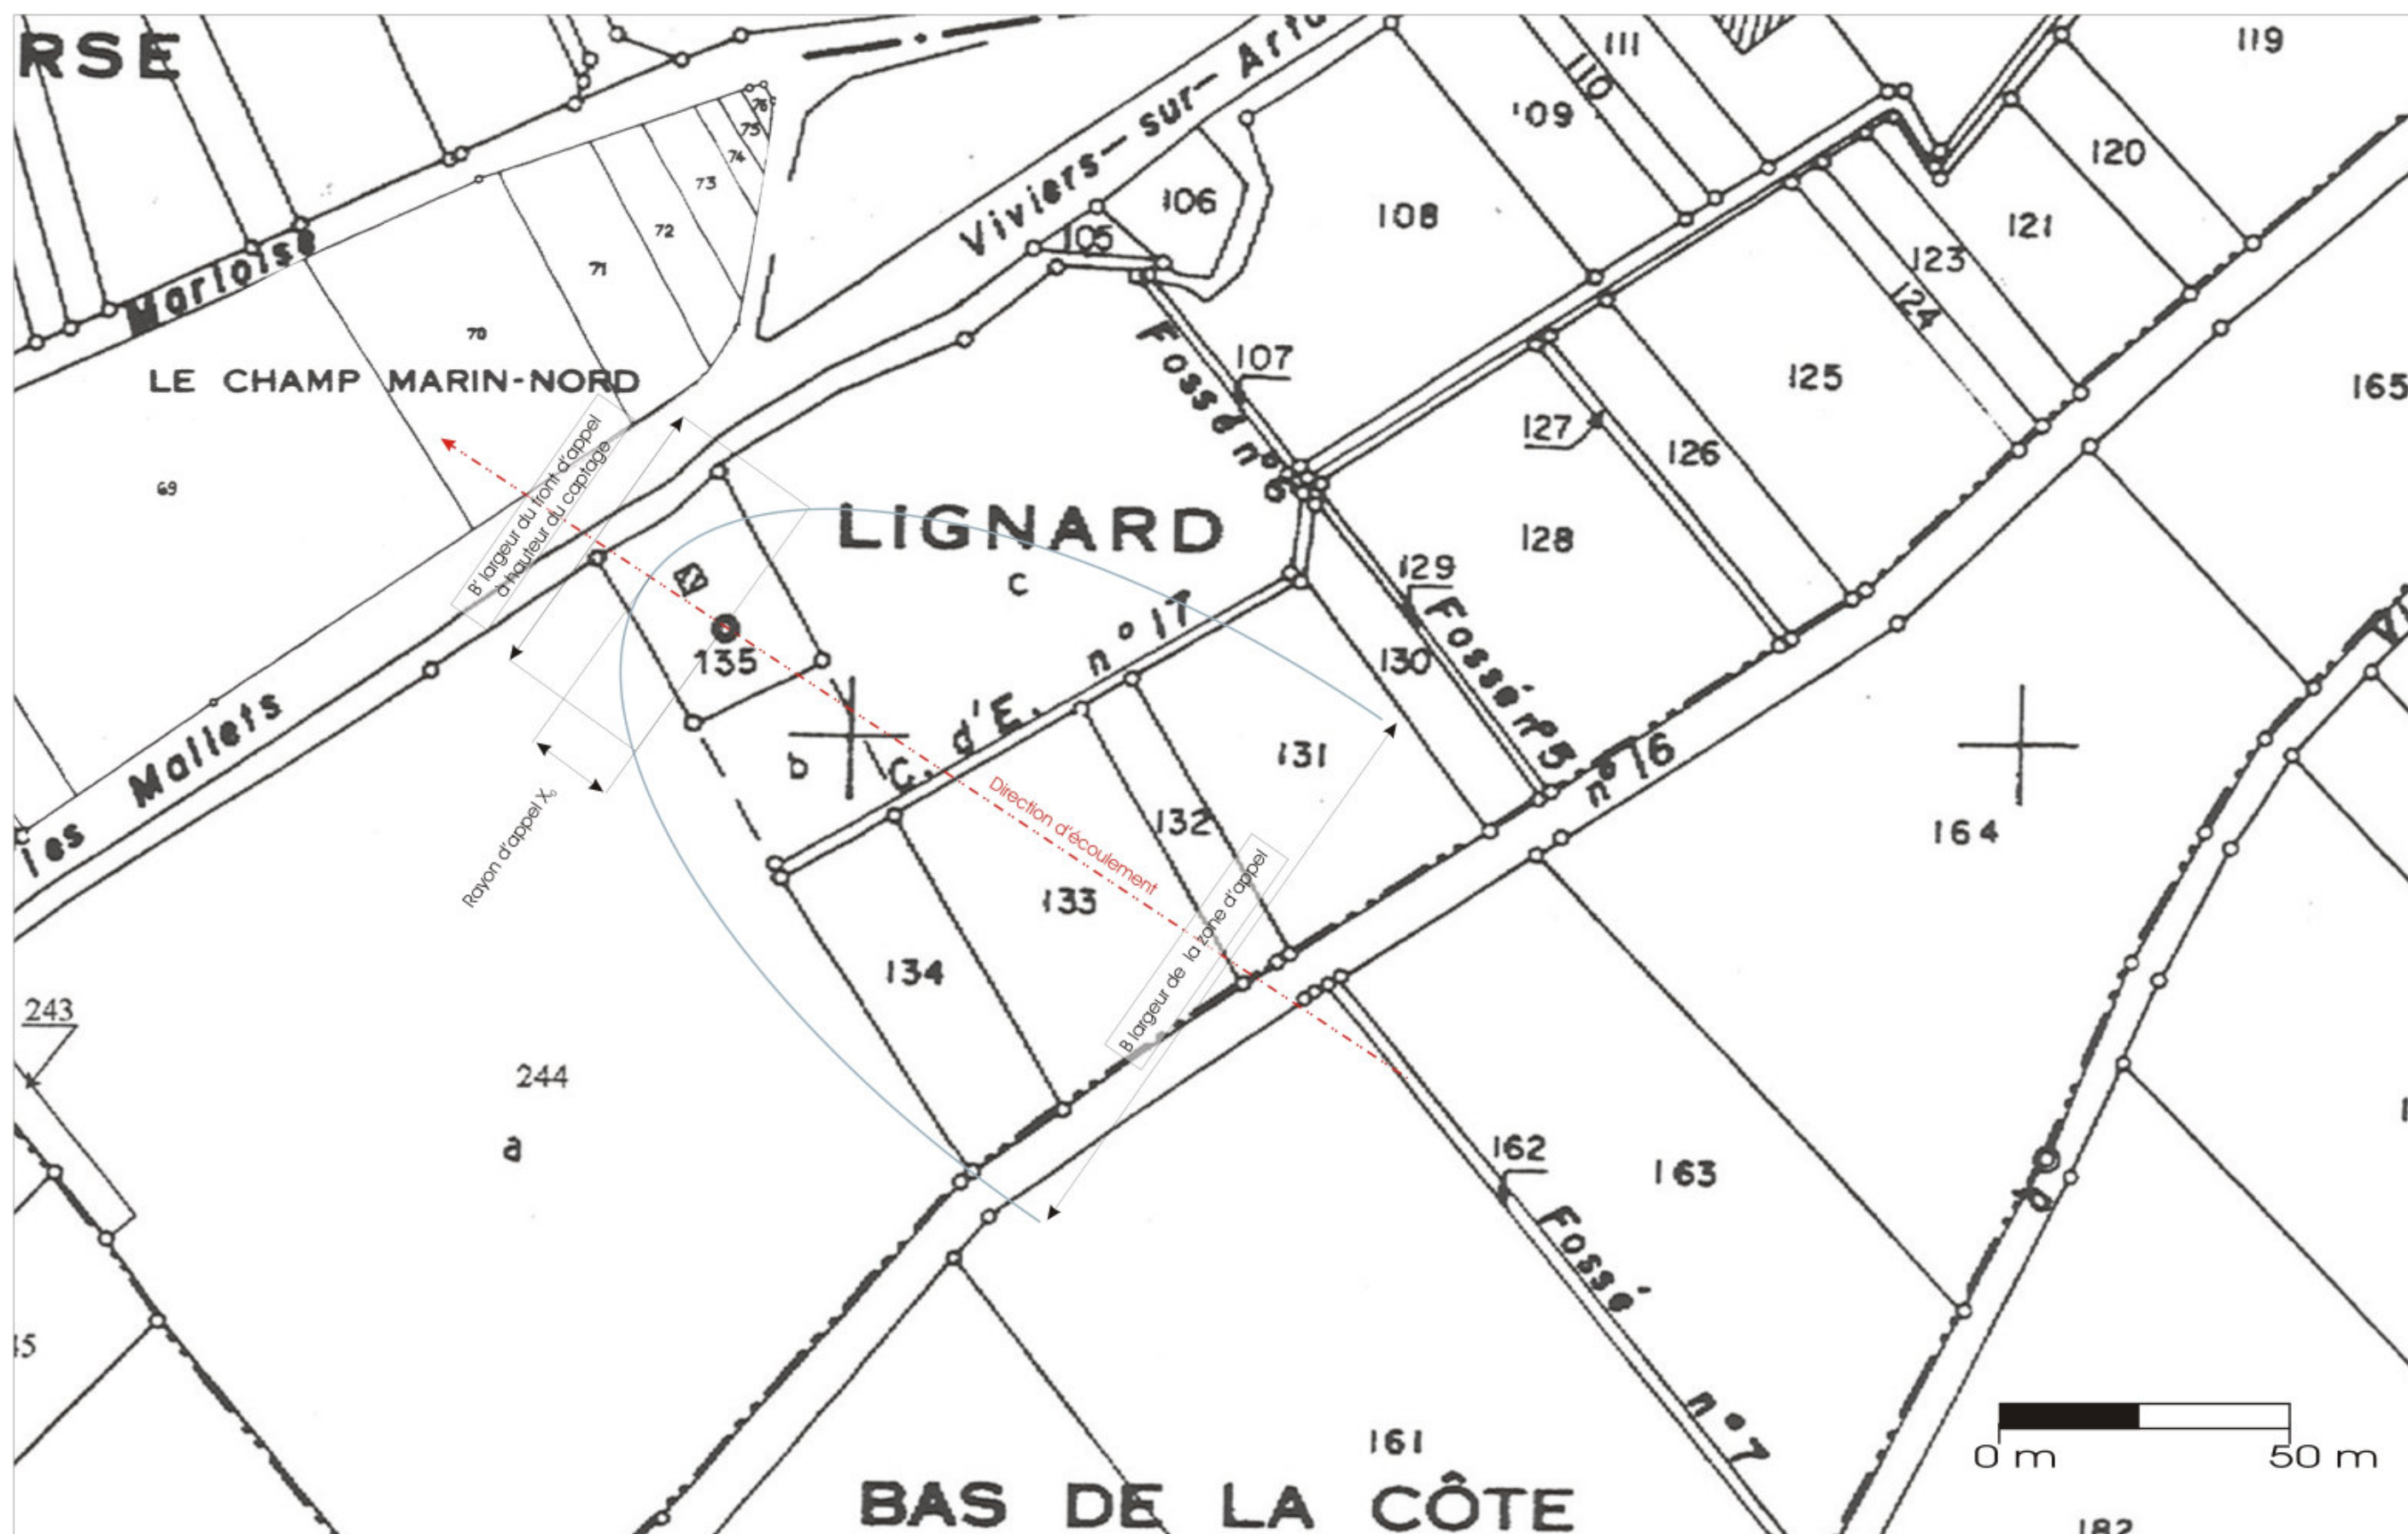 RSE
111
119
110
109
76
75
74
73
72
71
70
69
Viviers-sur-
106
105
108
120
121
123
124
125
165
Marloise
LE CHAMP MARIN-NORD
107
Fossé n°
127
126
128
LIGNARD
c
B' largeur du front d'appel
à hauteur du captage
129
130
Fossé n°5
n°16
135
b
C. d'E. n°17
131
132
133
134
164
les Mallets
Rayon d'appel X₀
Direction d'écoulement
B largeur de la zone d'appel
243
244
a
162
163
Fossé n°7
161
0 m 50 m
BAS DE LA CÔTE
182